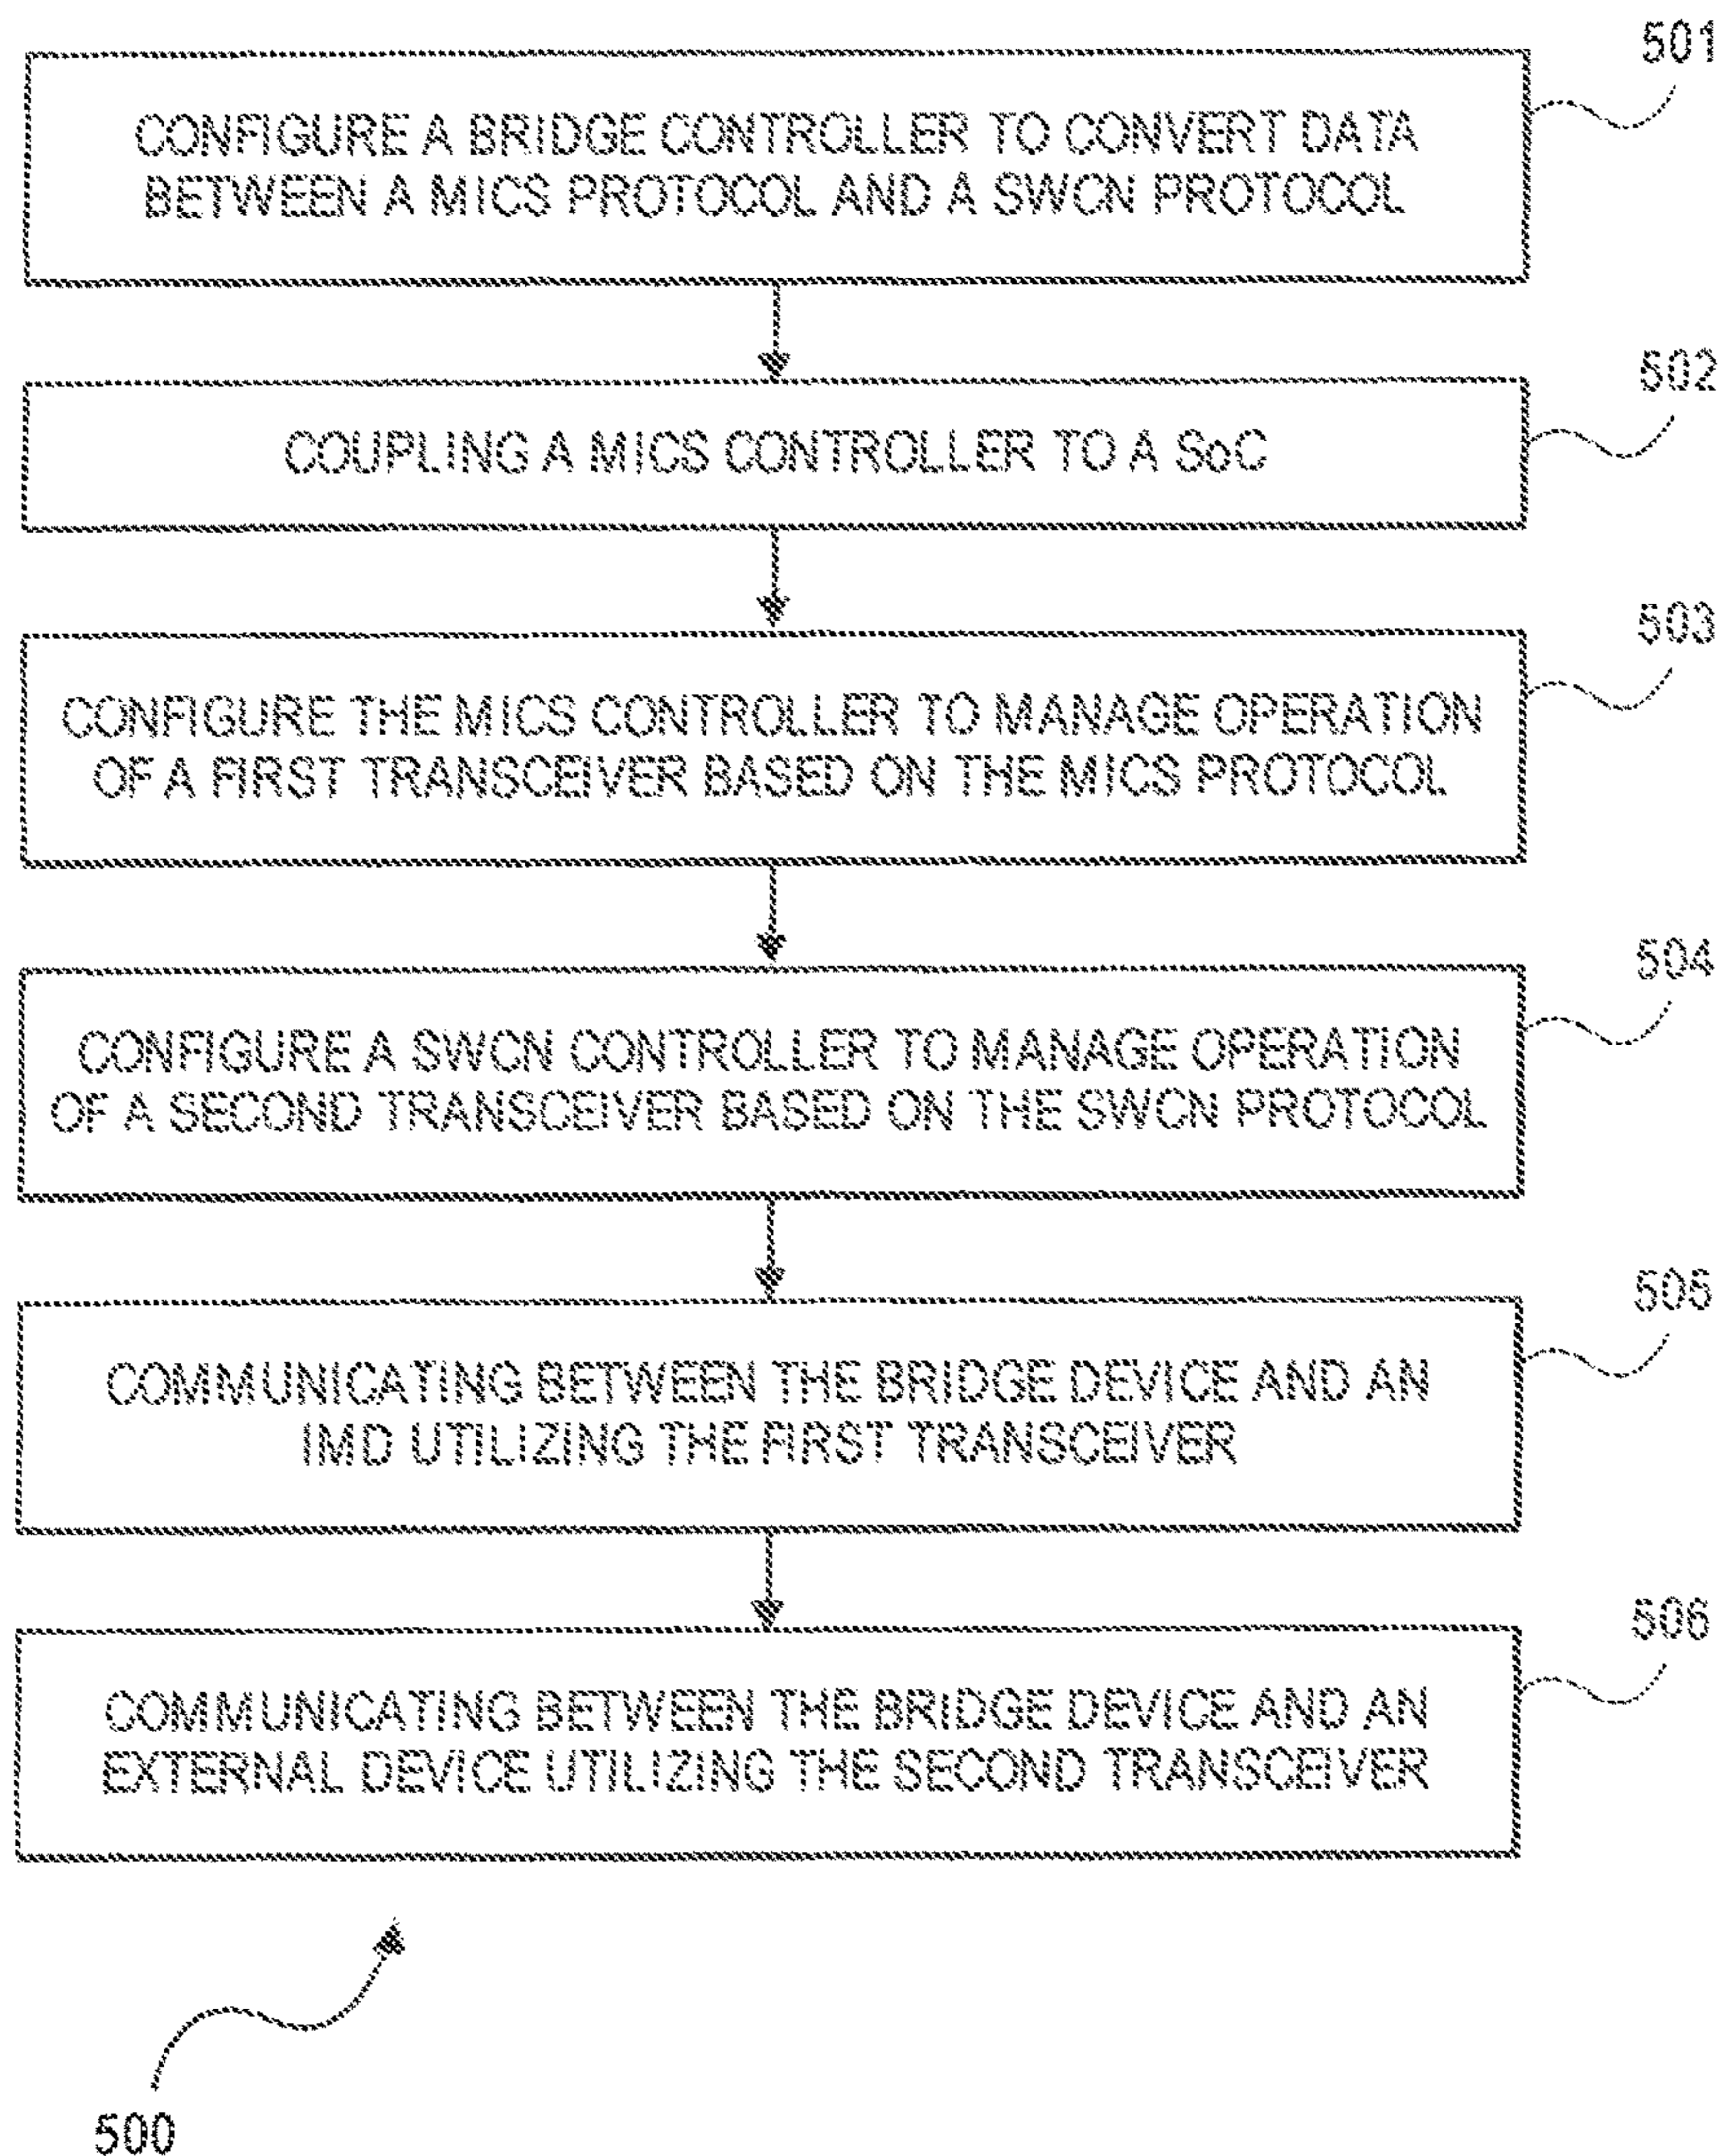 501
CONFIGURE A BRIDGE CONTROLLER TO CONVERT DATA
BETWEEN A MICS PROTOCOL AND A SWCN PROTOCOL
502
COUPLING A MICS CONTROLLER TO A SoC
503
CONFIGURE THE MICS CONTROLLER TO MANAGE OPERATION
OF A FIRST TRANSCEIVER BASED ON THE MICS PROTOCOL
504
CONFIGURE A SWCN CONTROLLER TO MANAGE OPERATION
OF A SECOND TRANSCEIVER BASED ON THE SWCN PROTOCOL
505
COMMUNICATING BETWEEN THE BRIDGE DEVICE AND AN
IMD UTILIZING THE FIRST TRANSCEIVER
506
COMMUNICATING BETWEEN THE BRIDGE DEVICE AND AN
EXTERNAL DEVICE UTILIZING THE SECOND TRANSCEIVER
500